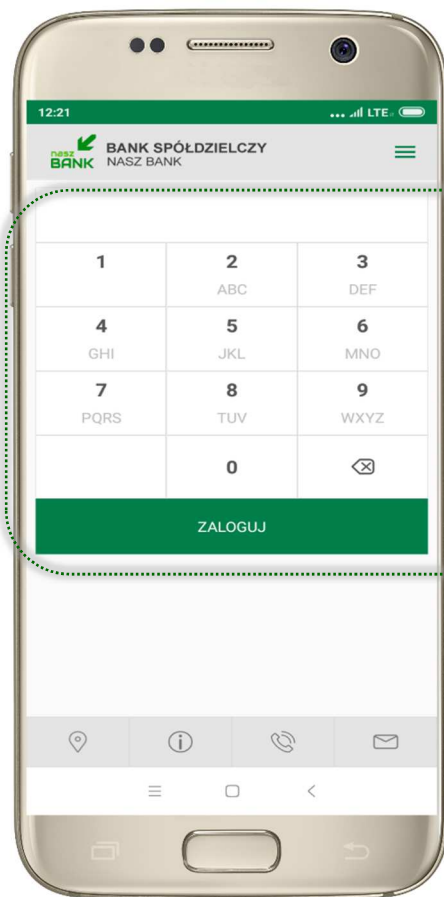 12:21
LTE
nasz
BANK
BANK SPÓŁDZIELCZY
NASZ BANK
1 2 3
ABC DEF
4 5 6
GHI JKL MNO
7 8 9
PQRS TUV WXYZ
0
ZALOGUJ